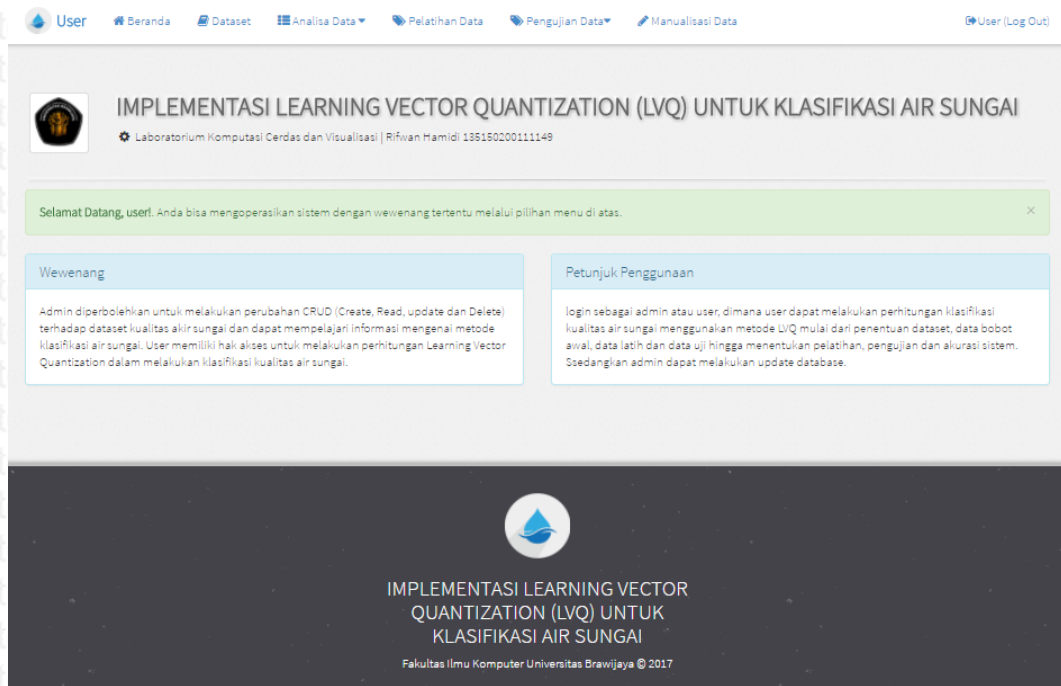 User Beranda Dataset Analisa Data Pelatihan Data Pengujian Data Manualisasi Data User (Log Out)
IMPLEMENTASI LEARNING VECTOR QUANTIZATION (LVQ) UNTUK KLASIFIKASI AIR SUNGAI
Laboratorium Komputasi Cerdas dan Visualisasi | Rifwan Hamidi 135150200111149
Selamat Datang, user!. Anda bisa mengoperasikan sistem dengan wewenang tertentu melalui pilihan menu di atas. ×
Wewenang
Admin diperbolehkan untuk melakukan perubahan CRUD (Create, Read, update dan Delete)
terhadap dataset kualitas akir sungai dan dapat mempelajari informasi mengenai metode
klasifikasi air sungai. User memiliki hak akses untuk melakukan perhitungan Learning Vector
Quantization dalam melakukan klasifikasi kualitas air sungai.
Petunjuk Penggunaan
login sebagai admin atau user, dimana user dapat melakukan perhitungan klasifikasi
kualitas air sungai menggunakan metode LVQ mulai dari penentuan dataset, data bobot
awal, data latih dan data uji hingga menentukan pelatihan, pengujian dan akurasi sistem.
Ssedangkan admin dapat melakukan update database.
IMPLEMENTASI LEARNING VECTOR
QUANTIZATION (LVQ) UNTUK
KLASIFIKASI AIR SUNGAI
Fakultas Ilmu Komputer Universitas Brawijaya © 2017